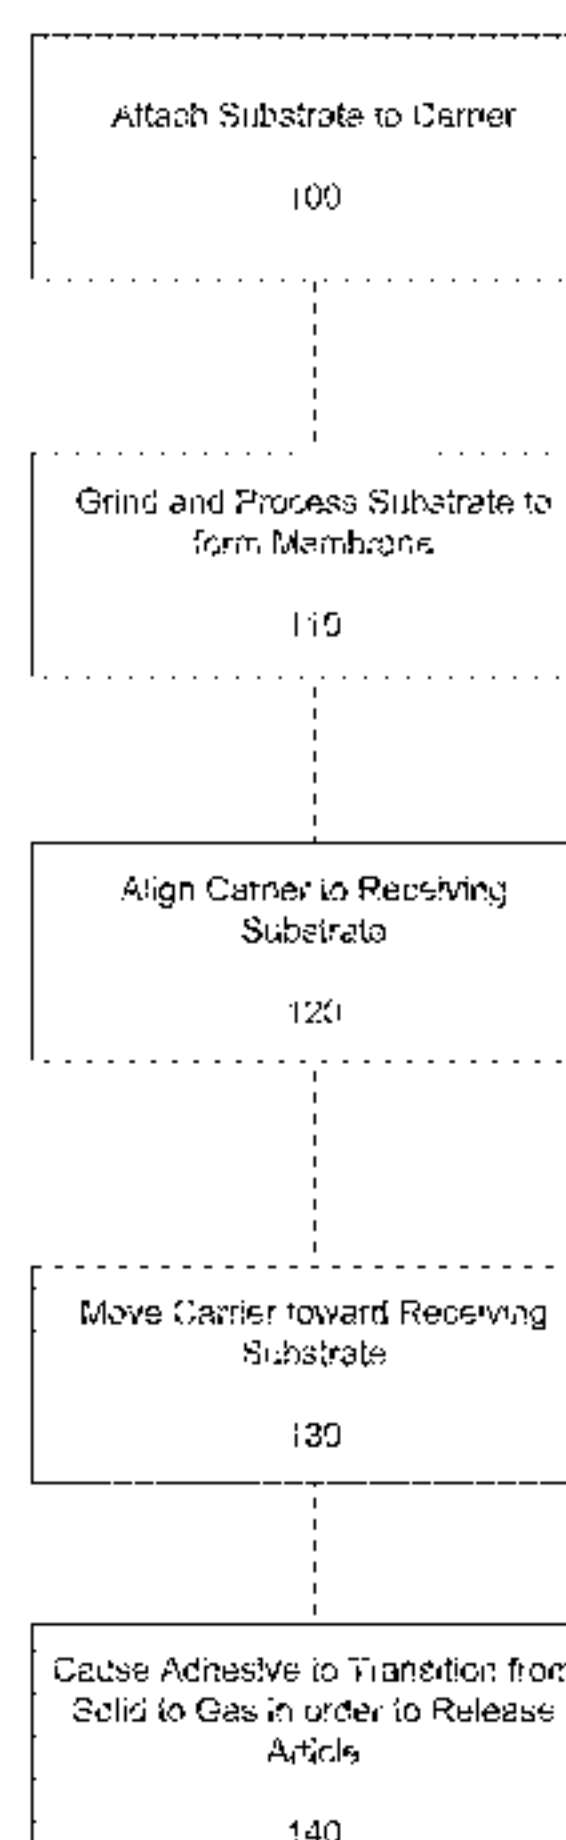 Attach Substrate to Carrier
100
Grind and Process Substrate to
form Membrane
110
Align Carrier to Receiving
Substrate
120
Move Carrier toward Receiving
Substrate
130
Cause Adhesive to Transition from
Solid to Gas in order to Release
Article
140